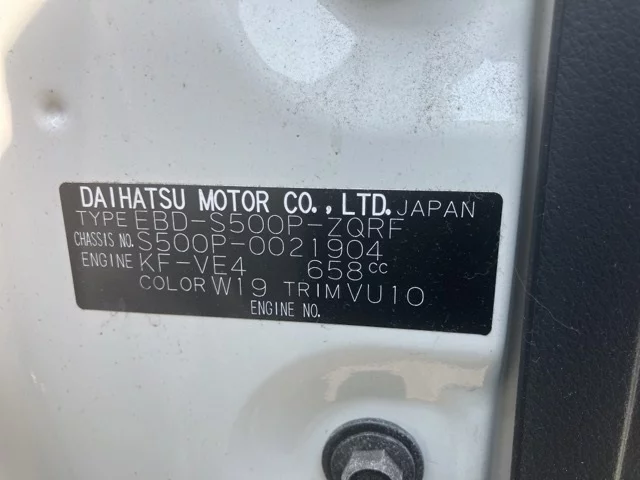 DAIHATSU MOTOR CO., LTD. JAPAN
TYPE EBD-S500P-ZQRF
CHASSIS NO. S500P-0021904
ENGINE KF-VE4 658cc
COLOR W19 TRIM VU10
ENGINE NO.